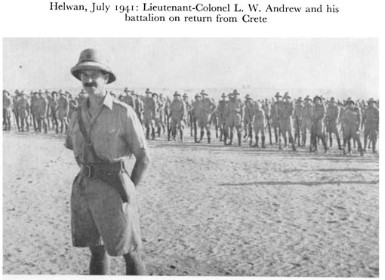 Helwan, July 1941: Lieutenant-Colonel L. W. Andrew and his
battalion on return from Crete